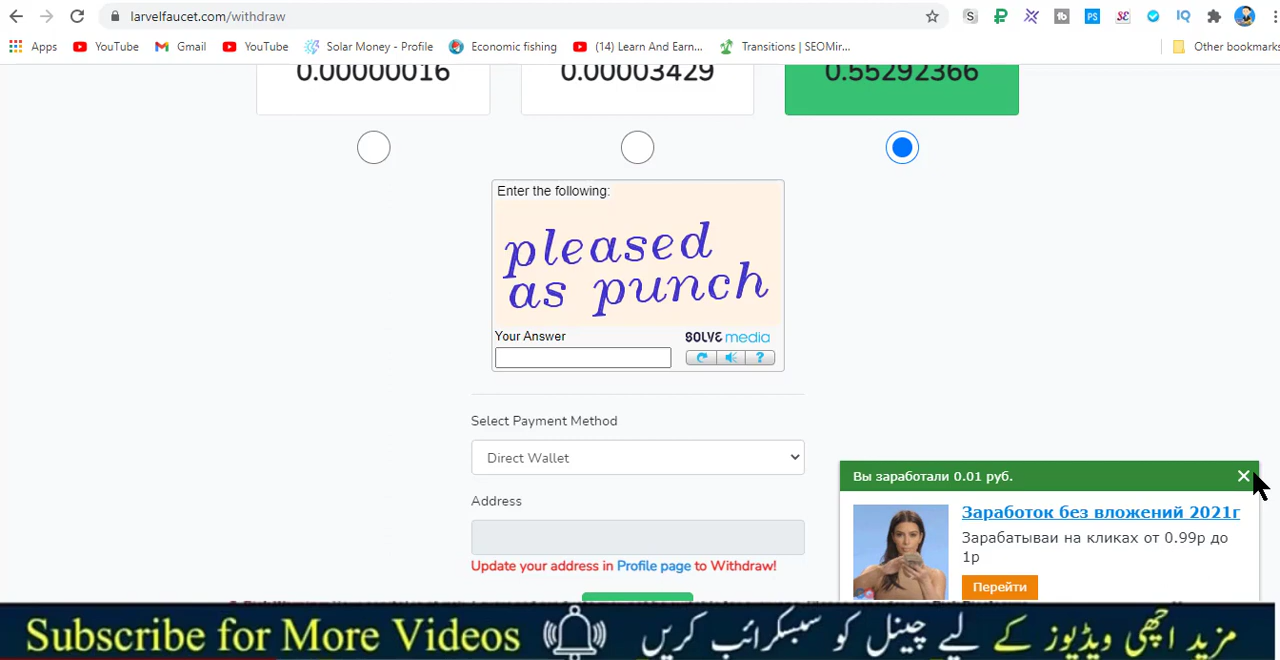 larvelfaucet.com/withdraw
Apps
YouTube
Gmail
YouTube
Solar Money - Profile
Economic fishing
(14) Learn And Earn...
Transitions | SEOMir...
Other bookmarks
0.00000016
0.00003429
0.55292366
Enter the following:
pleased
as punch
Your Answer
SOLVE media
Select Payment Method
Direct Wallet
Address
Update your address in Profile page to Withdraw!
Вы заработали 0.01 руб.
Заработок без вложений 2021г
Зарабатываи на кликах от 0.99р до
1р
Перейти
Subscribe for More Videos
مزید اچھی ویڈیوز کے لیے چینل کو سبسکرائب کریں